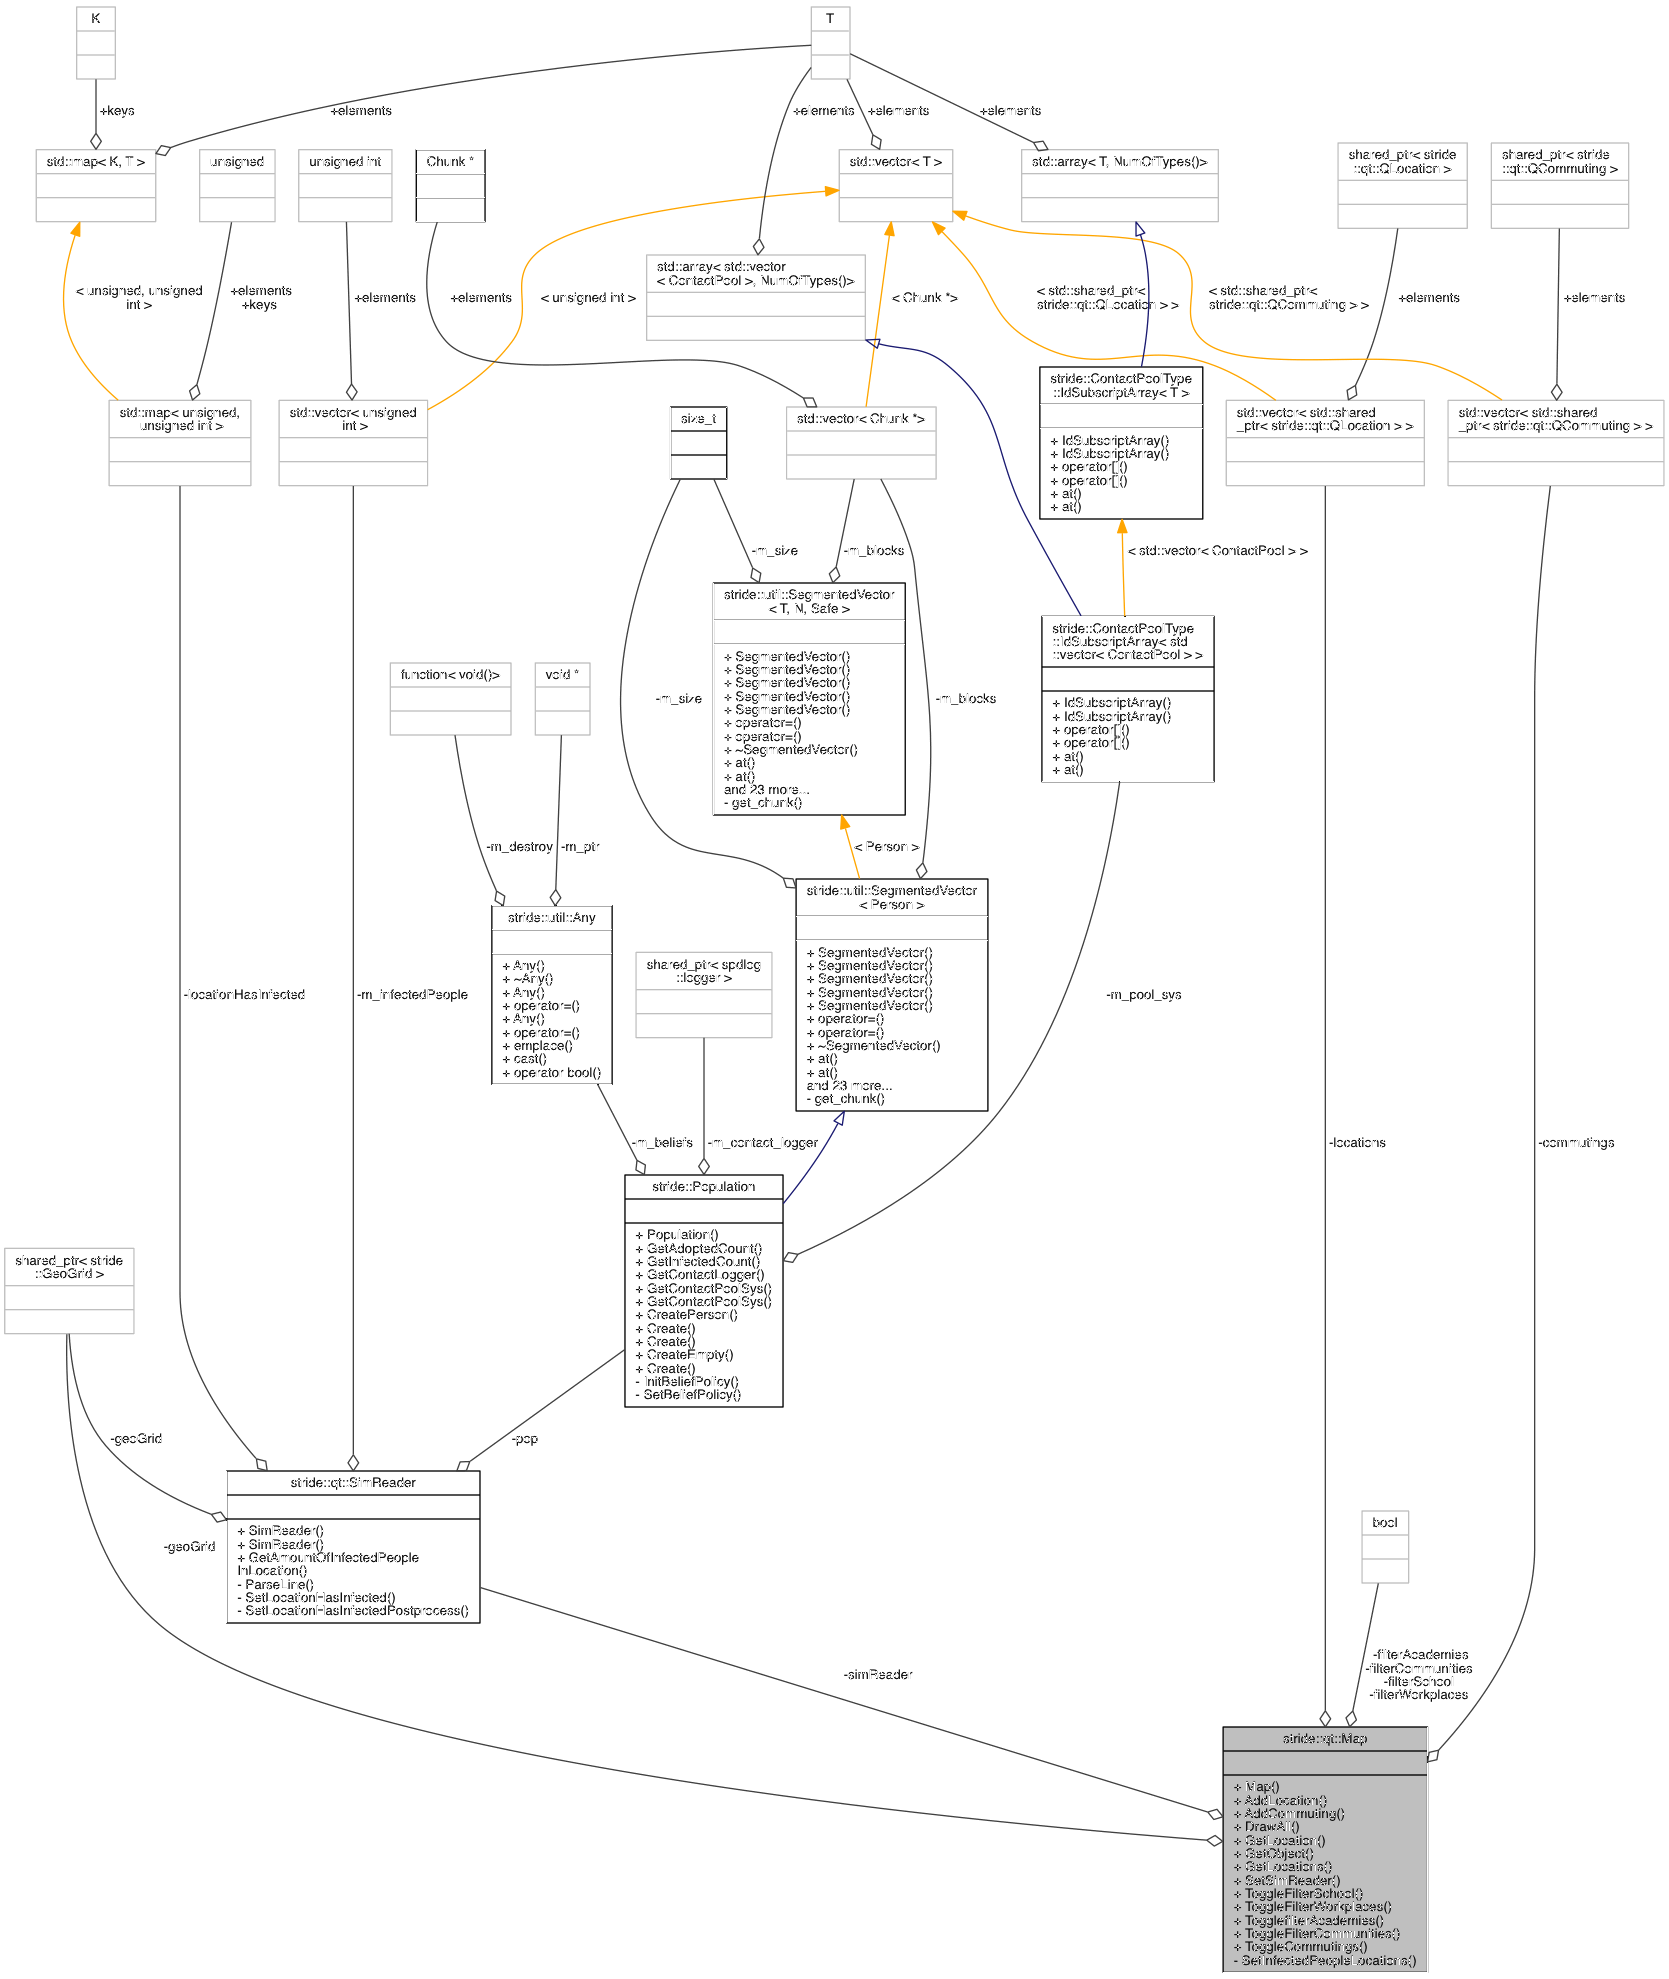 K
T
+keys
+elements
+elements
+elements
+elements
std::map< K, T >
unsigned
unsigned int
Chunk *
std::vector< T >
std::array< T, NumOfTypes()>
shared_ptr< stride
::qt::QLocation >
shared_ptr< stride
::qt::QCommuting >
std::array< std::vector
< ContactPool >, NumOfTypes()>
< unsigned, unsigned
int >
+elements
+keys
+elements
+elements
< unsigned int >
< Chunk *>
< std::shared_ptr<
stride::qt::QLocation > >
< std::shared_ptr<
stride::qt::QCommuting > >
+elements
+elements
std::map< unsigned,
unsigned int >
std::vector< unsigned
int >
size_t
std::vector< Chunk *>
stride::ContactPoolType
::IdSubscriptArray< T >
+ IdSubscriptArray()
+ IdSubscriptArray()
+ operator[]()
+ operator[]()
+ at()
+ at()
std::vector< std::shared
_ptr< stride::qt::QLocation > >
std::vector< std::shared
_ptr< stride::qt::QCommuting > >
-m_size
-m_blocks
< std::vector< ContactPool > >
stride::util::SegmentedVector
< T, N, Safe >
+ SegmentedVector()
+ SegmentedVector()
+ SegmentedVector()
+ SegmentedVector()
+ SegmentedVector()
+ operator=()
+ operator=()
+ ~SegmentedVector()
+ at()
+ at()
and 23 more...
- get_chunk()
stride::ContactPoolType
::IdSubscriptArray< std
::vector< ContactPool > >
+ IdSubscriptArray()
+ IdSubscriptArray()
+ operator[]()
+ operator[]()
+ at()
+ at()
function< void()>
void *
-m_size
-m_blocks
-m_destroy
-m_ptr
< Person >
stride::util::Any
+ Any()
+ ~Any()
+ Any()
+ operator=()
+ Any()
+ operator=()
+ emplace()
+ cast()
+ operator bool()
shared_ptr< spdlog
::logger >
stride::util::SegmentedVector
< Person >
+ SegmentedVector()
+ SegmentedVector()
+ SegmentedVector()
+ SegmentedVector()
+ SegmentedVector()
+ operator=()
+ operator=()
+ ~SegmentedVector()
+ at()
+ at()
and 23 more...
- get_chunk()
-locationHasInfected
-m_infectedPeople
-m_pool_sys
-m_beliefs
-m_contact_logger
-locations
-commutings
stride::Population
+ Population()
+ GetAdoptedCount()
+ GetInfectedCount()
+ GetContactLogger()
+ GetContactPoolSys()
+ GetContactPoolSys()
+ CreatePerson()
+ Create()
+ Create()
+ CreateEmpty()
+ Create()
- InitBeliefPolicy()
- SetBeliefPolicy()
shared_ptr< stride
::GeoGrid >
-geoGrid
-pop
-geoGrid
stride::qt::SimReader
+ SimReader()
+ SimReader()
+ GetAmountOfInfectedPeople
InLocation()
- ParseLine()
- SetLocationHasInfected()
- SetLocationHasInfectedPostprocess()
bool
-simReader
-filterAcademies
-filterCommunities
-filterSchool
-filterWorkplaces
stride::qt::Map
+ Map()
+ AddLocation()
+ AddCommuting()
+ DrawAll()
+ GetLocation()
+ GetObject()
+ GetLocations()
+ SetSimReader()
+ ToggleFilterSchool()
+ ToggleFilterWorkplaces()
+ TogglefilterAcademies()
+ ToggleFilterCommunities()
+ ToggleCommutings()
- SetInfectedPeopleLocations()